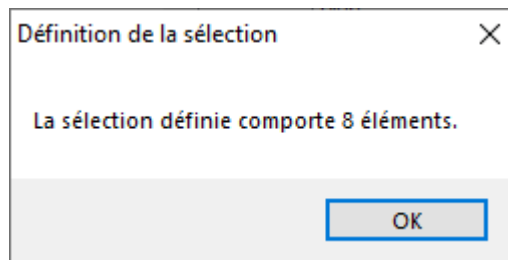 Définition de la sélection
La sélection définie comporte 8 éléments.
OK